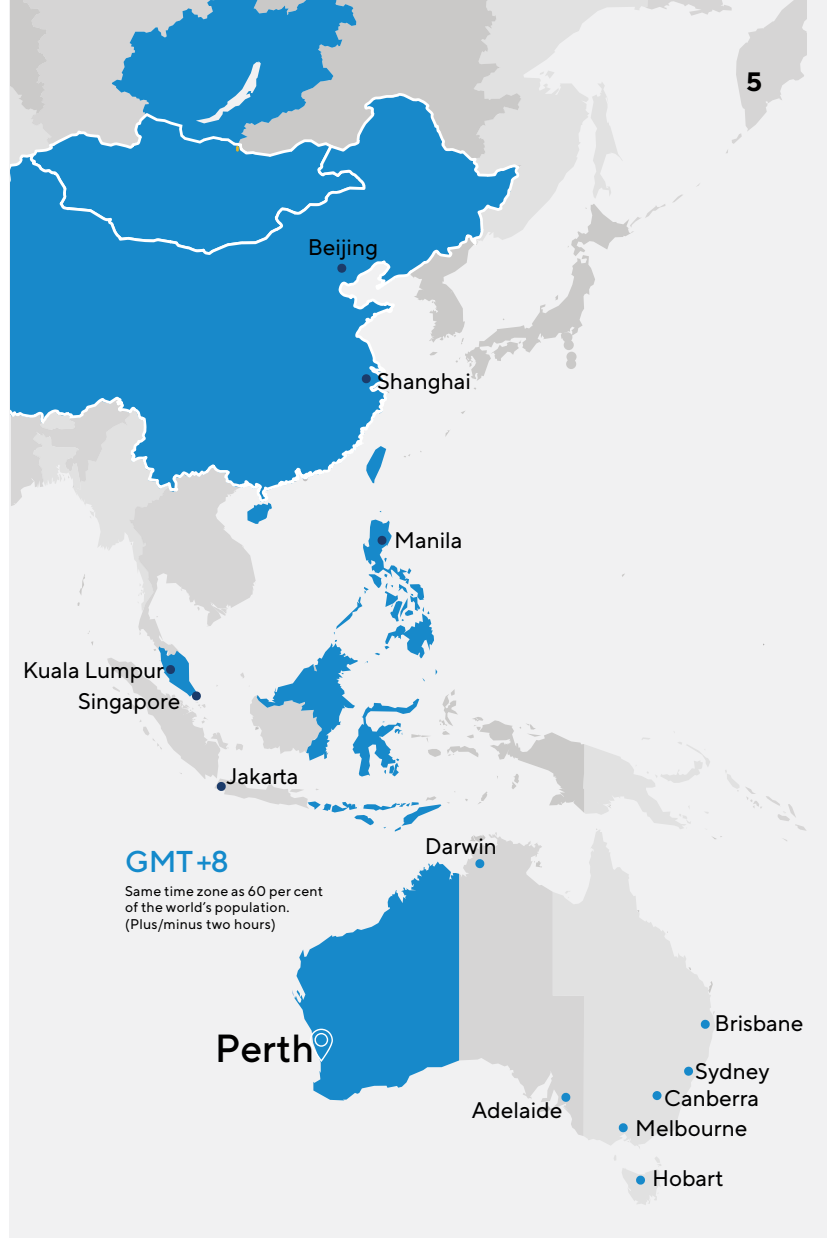 5
Beijing
Shanghai
Manila
Kuala Lumpur
Singapore
Jakarta
Darwin
GMT+8
Same time zone as 60 per cent
of the world's population.
(Plus/minus two hours)
Brisbane
Perth
Sydney
Canberra
Adelaide
Melbourne
Hobart